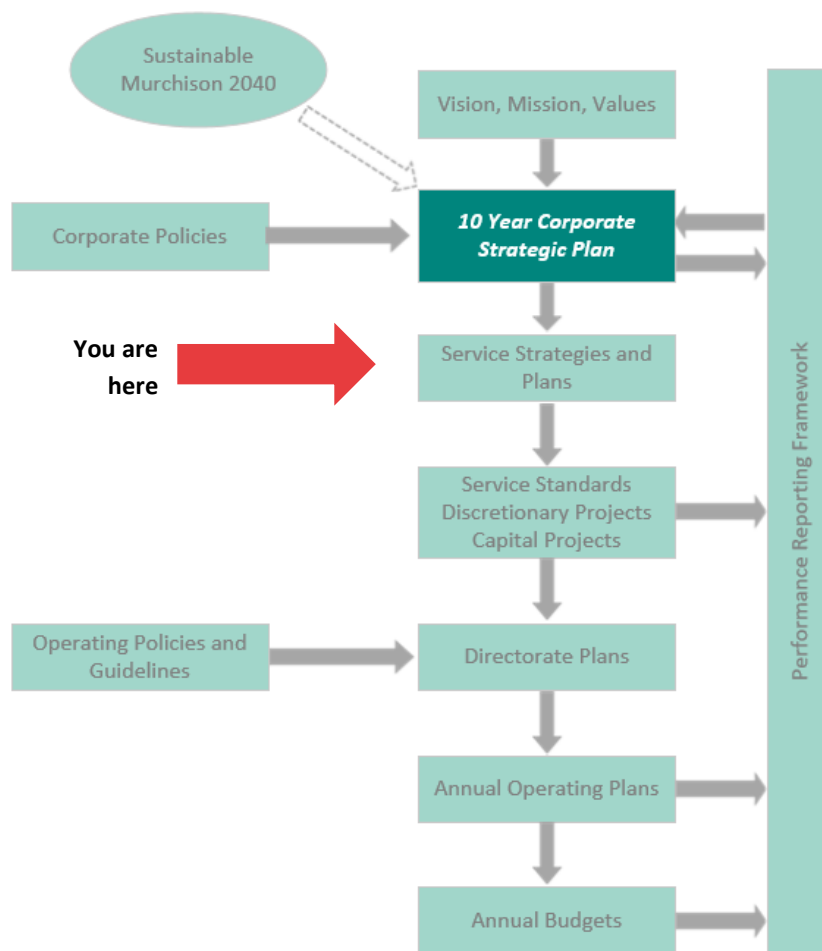 Sustainable
Murchison 2040
Vision, Mission, Values
10 Year Corporate
Strategic Plan
Corporate Policies
You are
here
Service Strategies and
Plans
Service Standards
Discretionary Projects
Capital Projects
Operating Policies and
Guidelines
Directorate Plans
Annual Operating Plans
Annual Budgets
Performance Reporting Framework